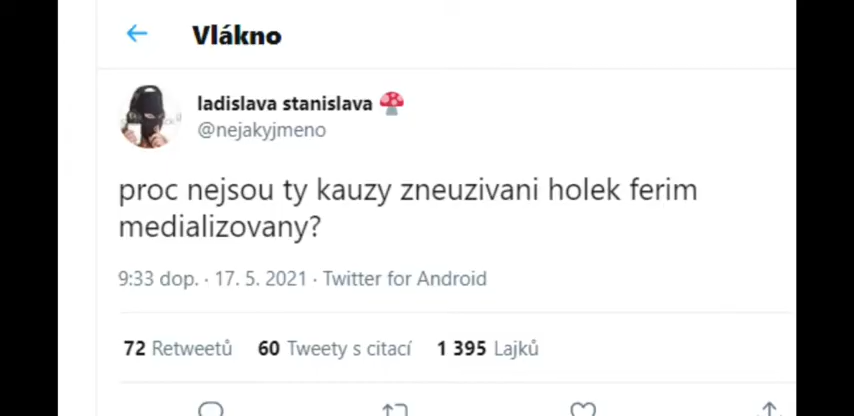 Vlákno
ladislava stanislava 🍄
@nejakyjmeno
proc nejsou ty kauzy zneuzivani holek ferim
medializovany?
9:33 dop. · 17. 5. 2021 · Twitter for Android
72 Retweetů 60 Tweety s citací 1 395 Lajků